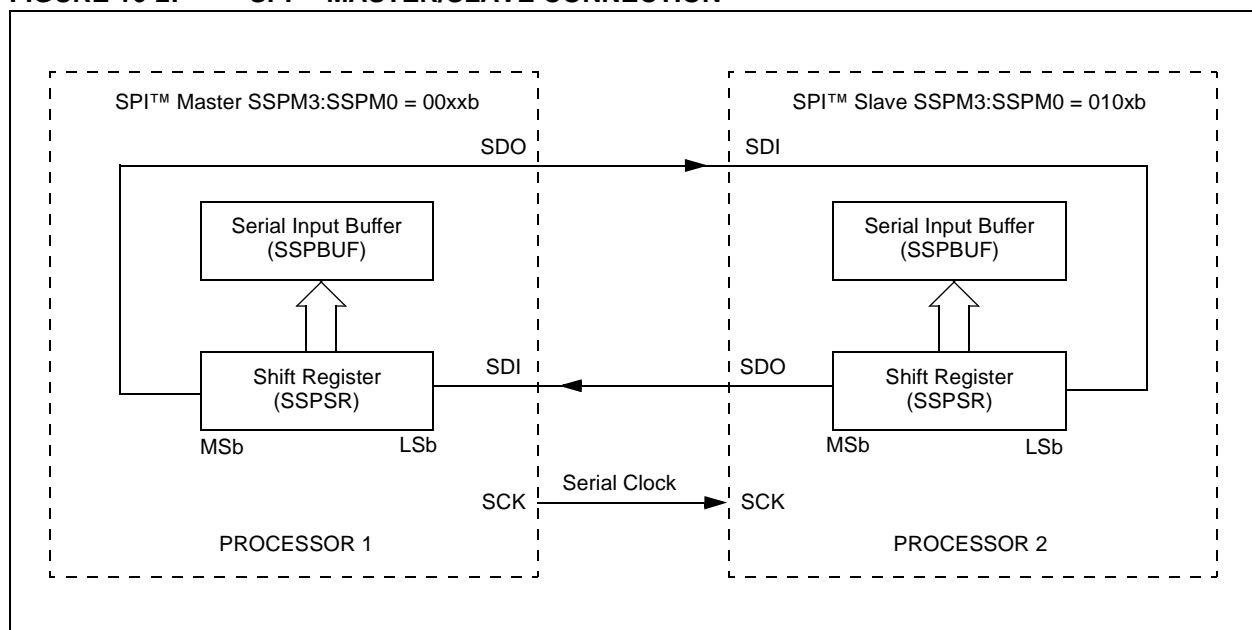 SPI™ Master SSPM3:SSPM0 = 00xxb
SPI™ Slave SSPM3:SSPM0 = 010xb
SDO
SDI
Serial Input Buffer
(SSPBUF)
Serial Input Buffer
(SSPBUF)
SDI
SDO
Shift Register
(SSPSR)
Shift Register
(SSPSR)
MSb
LSb
MSb
LSb
Serial Clock
SCK
SCK
PROCESSOR 1
PROCESSOR 2